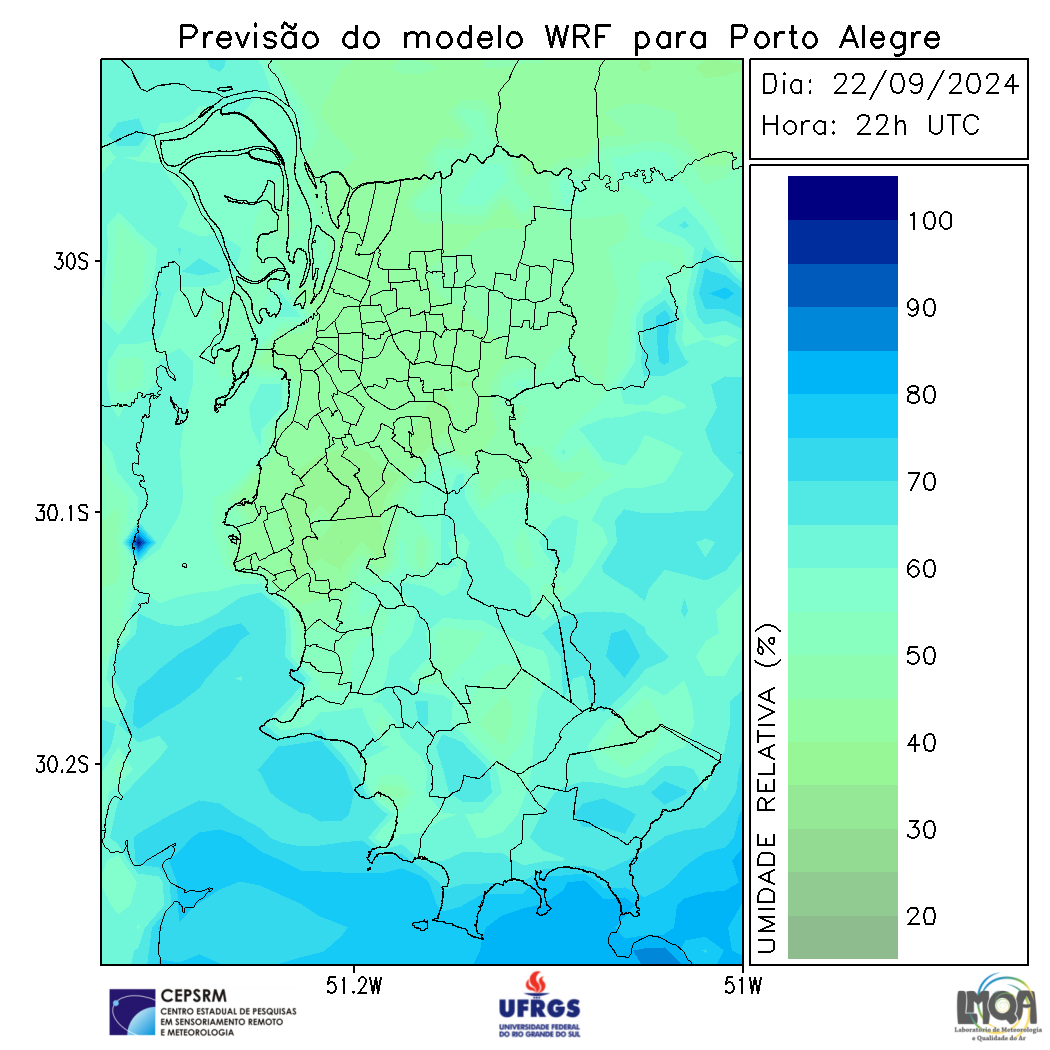 Previsão do modelo WRF para Porto Alegre
Dia: 22/09/2024
Hora: 22h UTC
30S
30.1S
30.2S
51.2W
51W
UMIDADE RELATIVA (%)
100
90
80
70
60
50
40
30
20
CEPSRM
CENTRO ESTADUAL DE PESQUISAS
EM SENSORIAMENTO REMOTO
E METEOROLOGIA
UFRGS
UNIVERSIDADE FEDERAL
DO RIO GRANDE DO SUL
LMQA
Laboratório de Meteorologia
e Qualidade do Ar